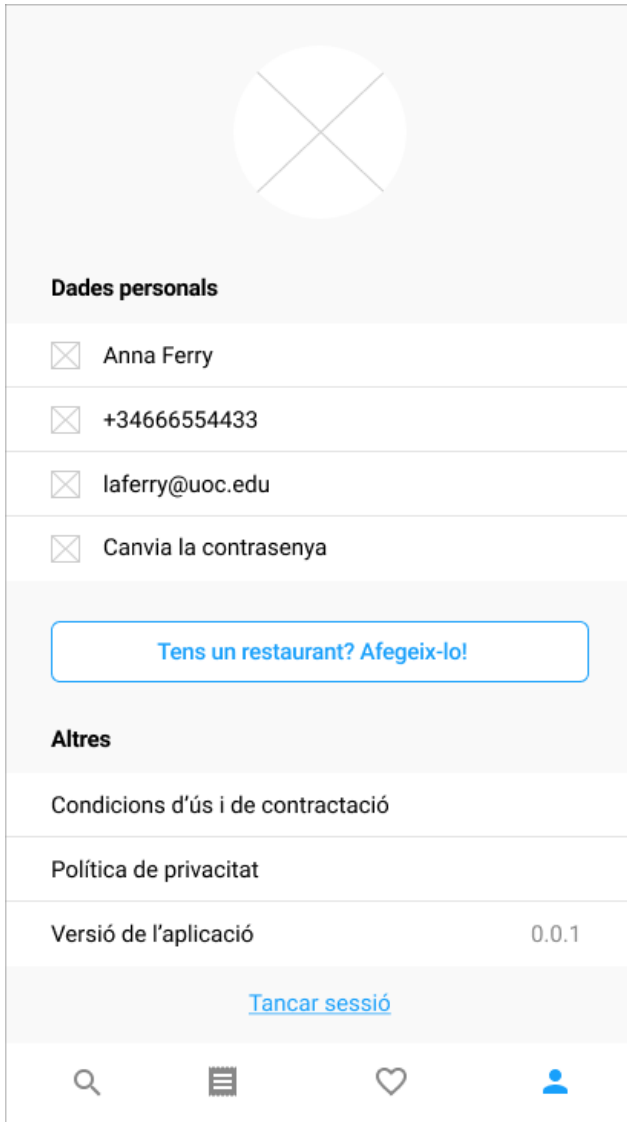 Dades personals
Anna Ferry
+34666554433
laferry@uoc.edu
Canvia la contrasenya
Tens un restaurant? Afegeix-lo!
Altres
Condicions d’ús i de contractació
Política de privacitat
Versió de l’aplicació 0.0.1
Tancar sessió